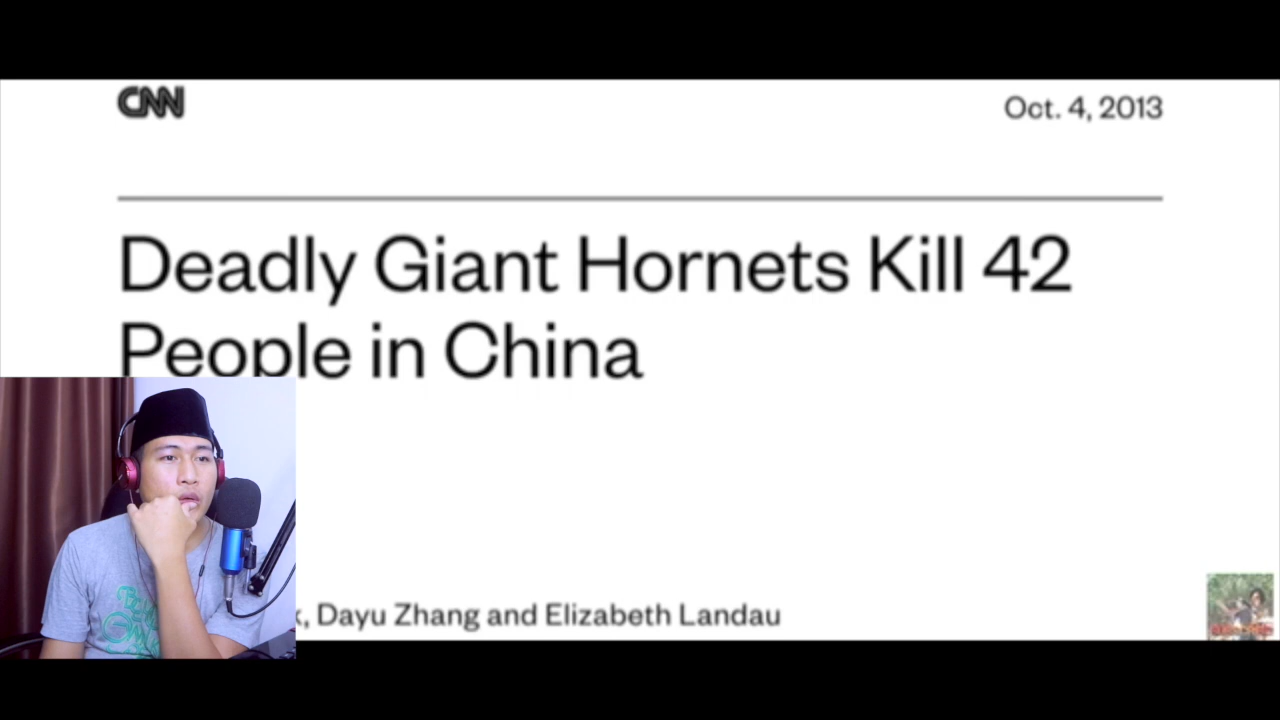 CNN
Oct. 4, 2013
Deadly Giant Hornets Kill 42
People in China
, Dayu Zhang and Elizabeth Landau